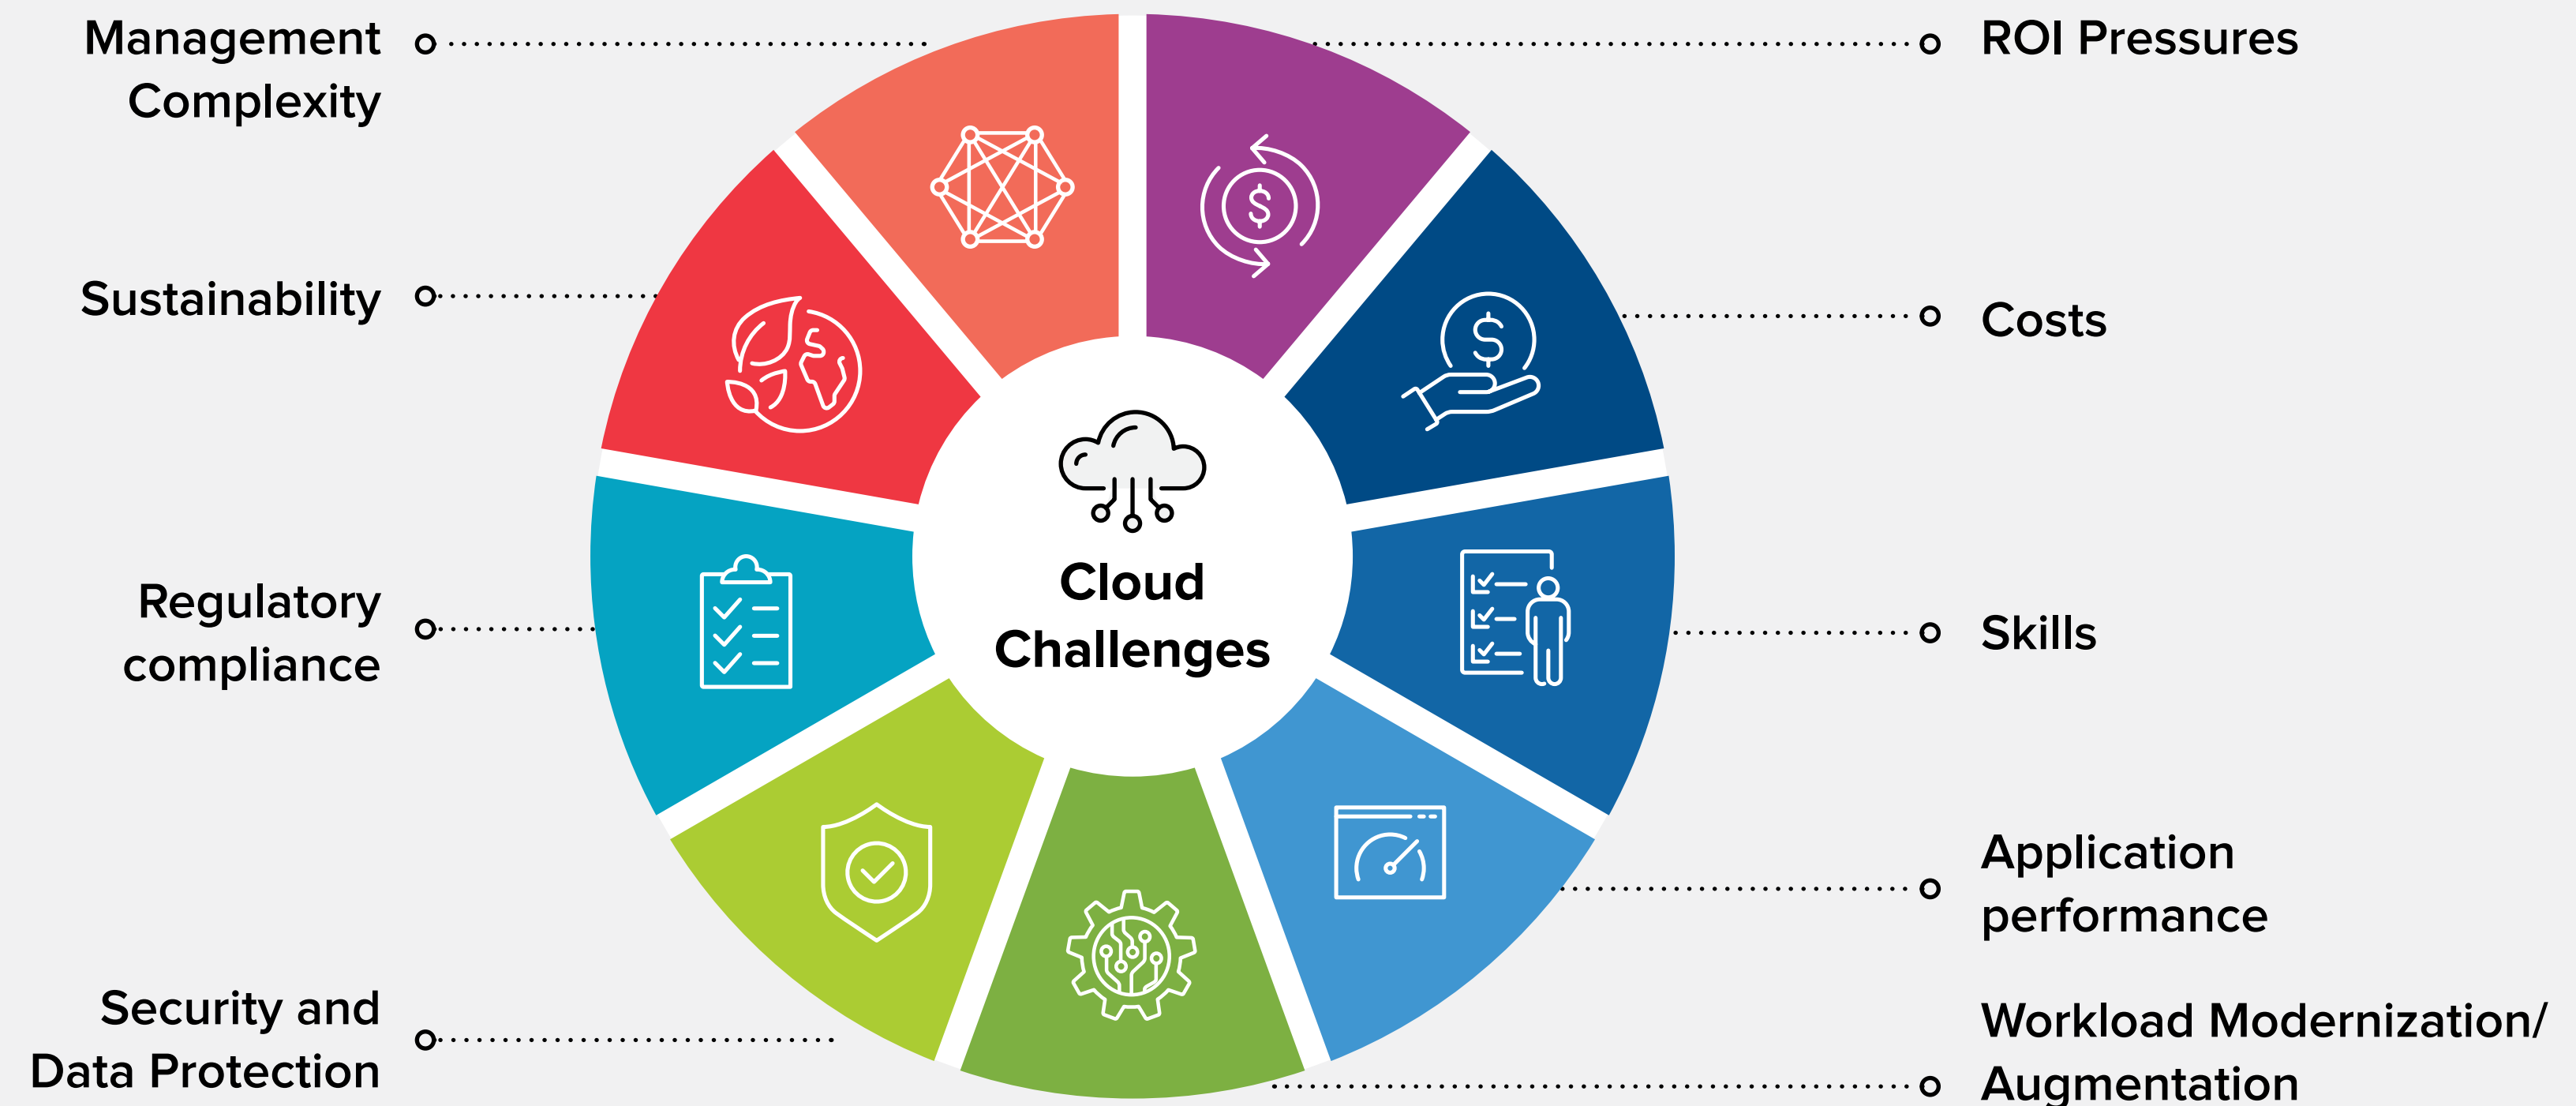 Management
Complexity
Sustainability
Regulatory
compliance
Security and
Data Protection
Cloud
Challenges
ROI Pressures
Costs
Skills
Application
performance
Workload Modernization/
Augmentation
$
$